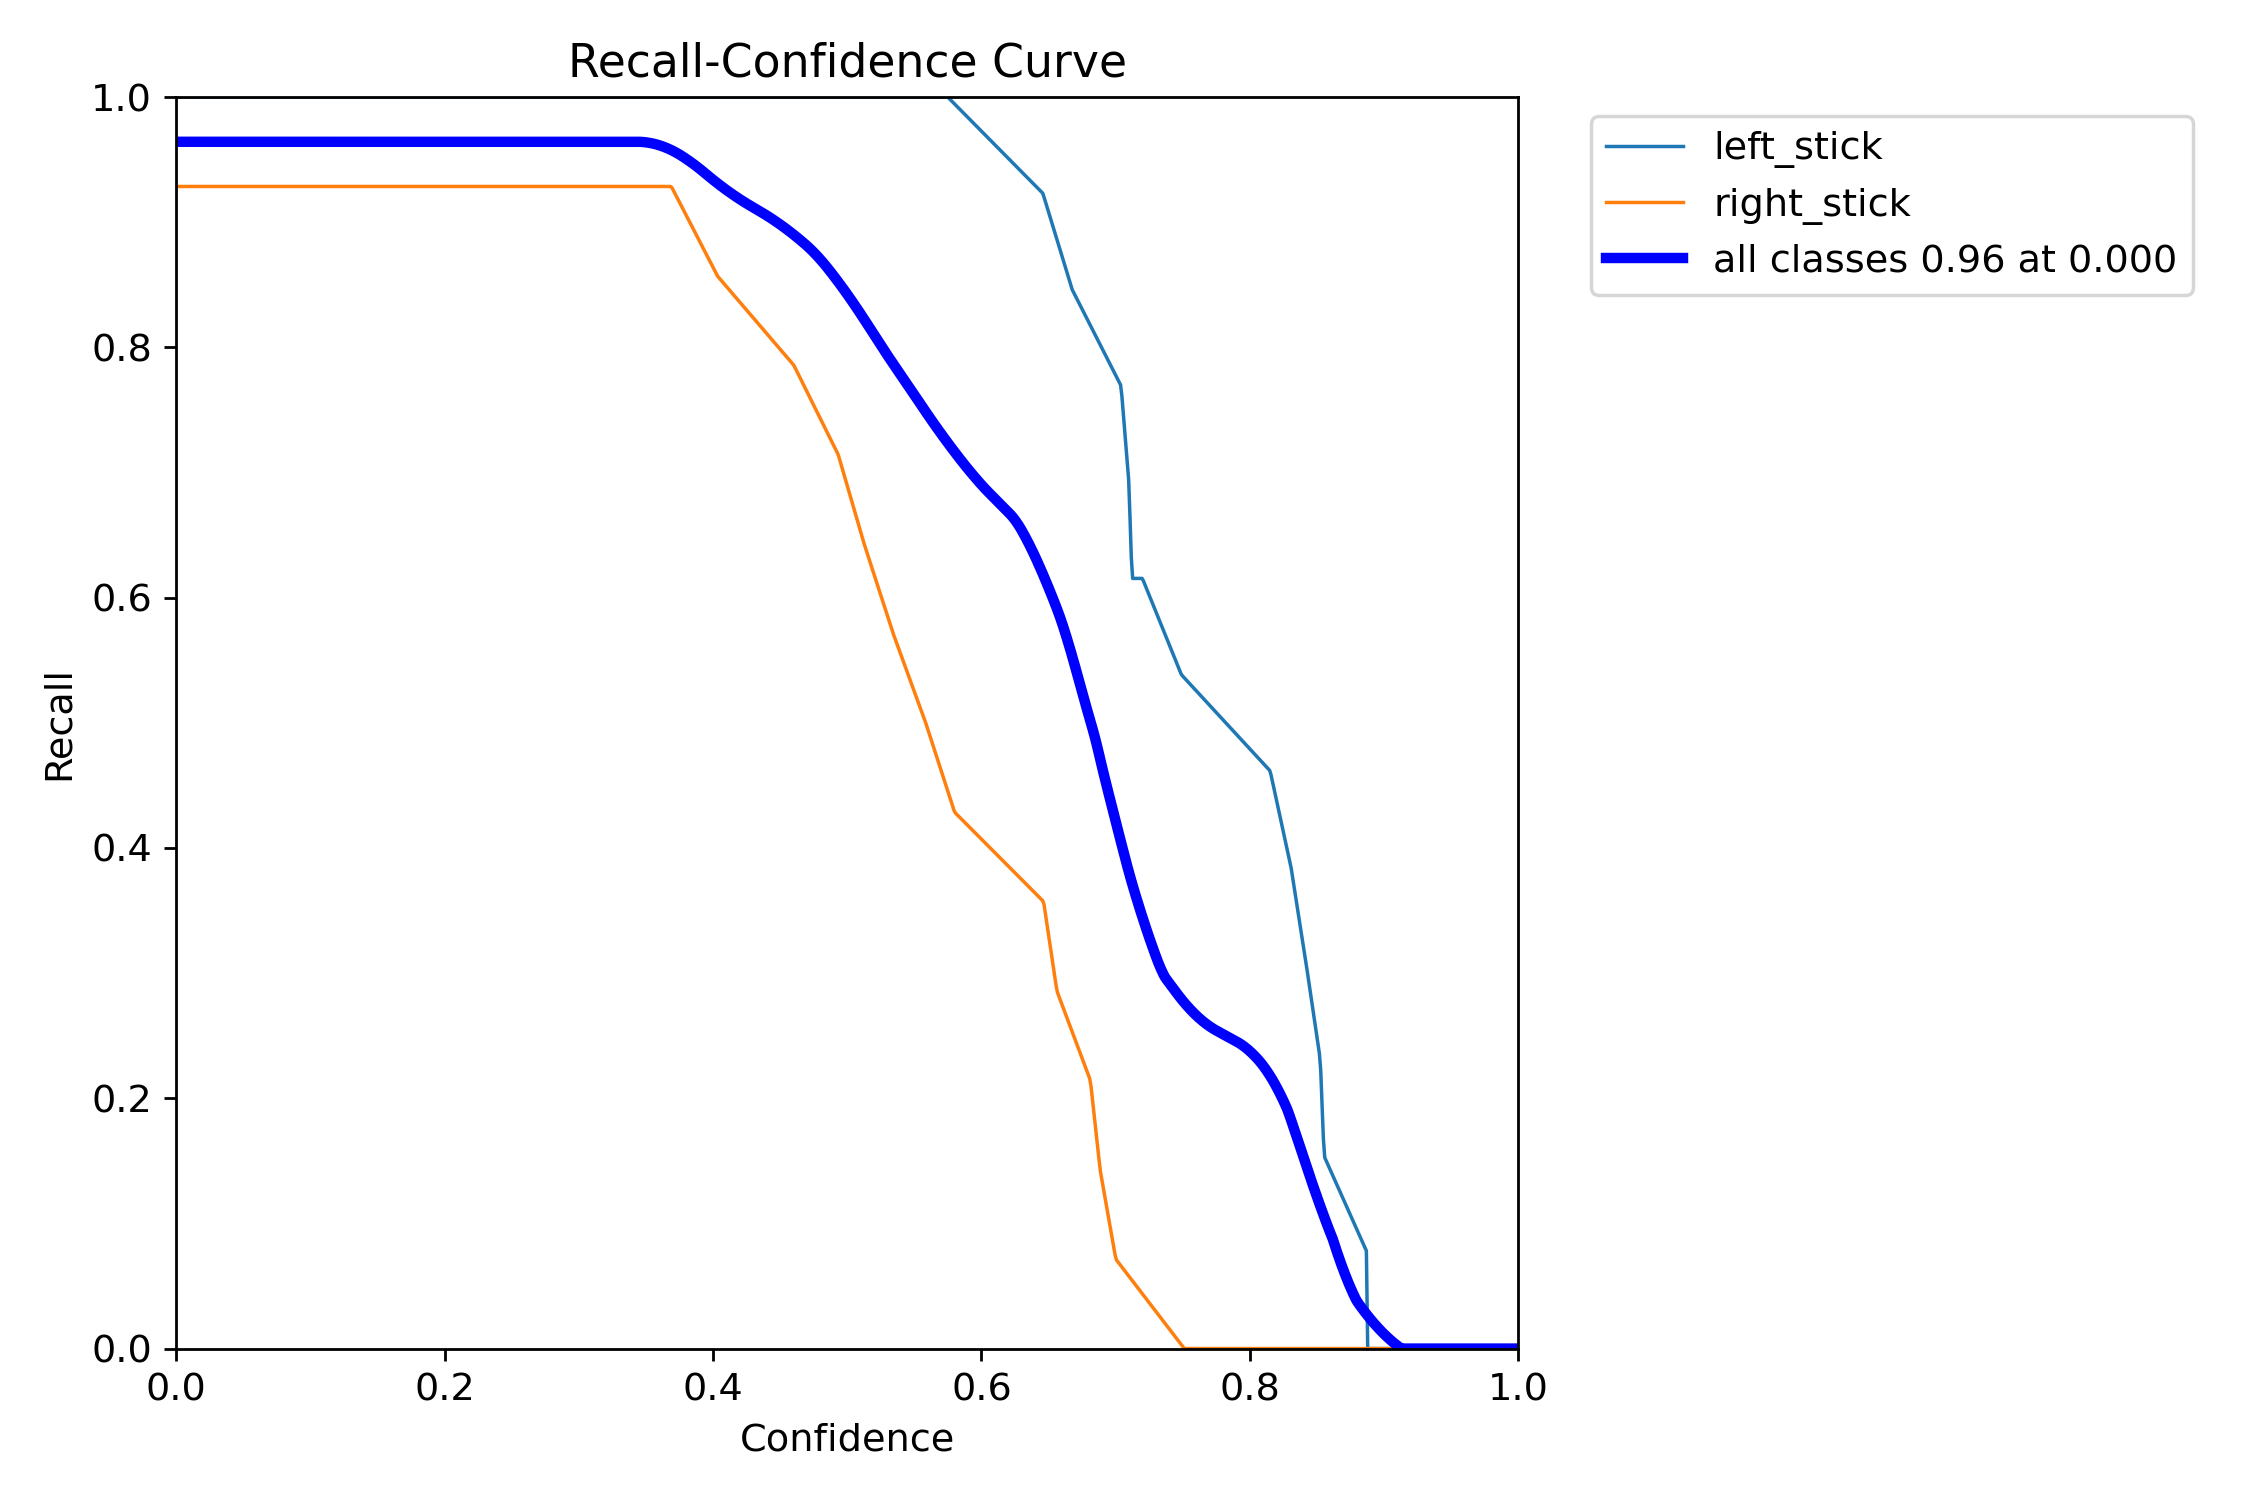 Recall-Confidence Curve
1.0
0.8
0.6
0.4
0.2
0.0
Recall
0.0 0.2 0.4 0.6 0.8 1.0
Confidence
left_stick
right_stick
all classes 0.96 at 0.000